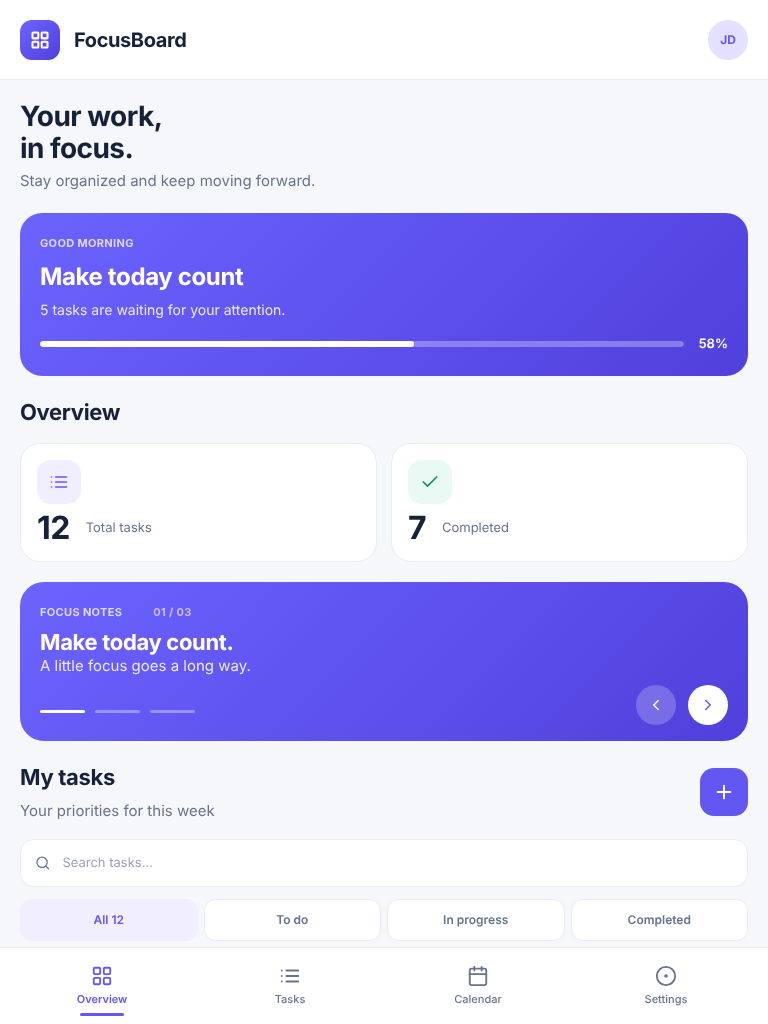 FocusBoard
JD
Your work,
in focus.
Stay organized and keep moving forward.
GOOD MORNING
Make today count
5 tasks are waiting for your attention.
58%
Overview
12 Total tasks
7 Completed
FOCUS NOTES 01 / 03
Make today count.
A little focus goes a long way.
My tasks
Your priorities for this week
Search tasks...
All 12
To do
In progress
Completed
Overview
Tasks
Calendar
Settings